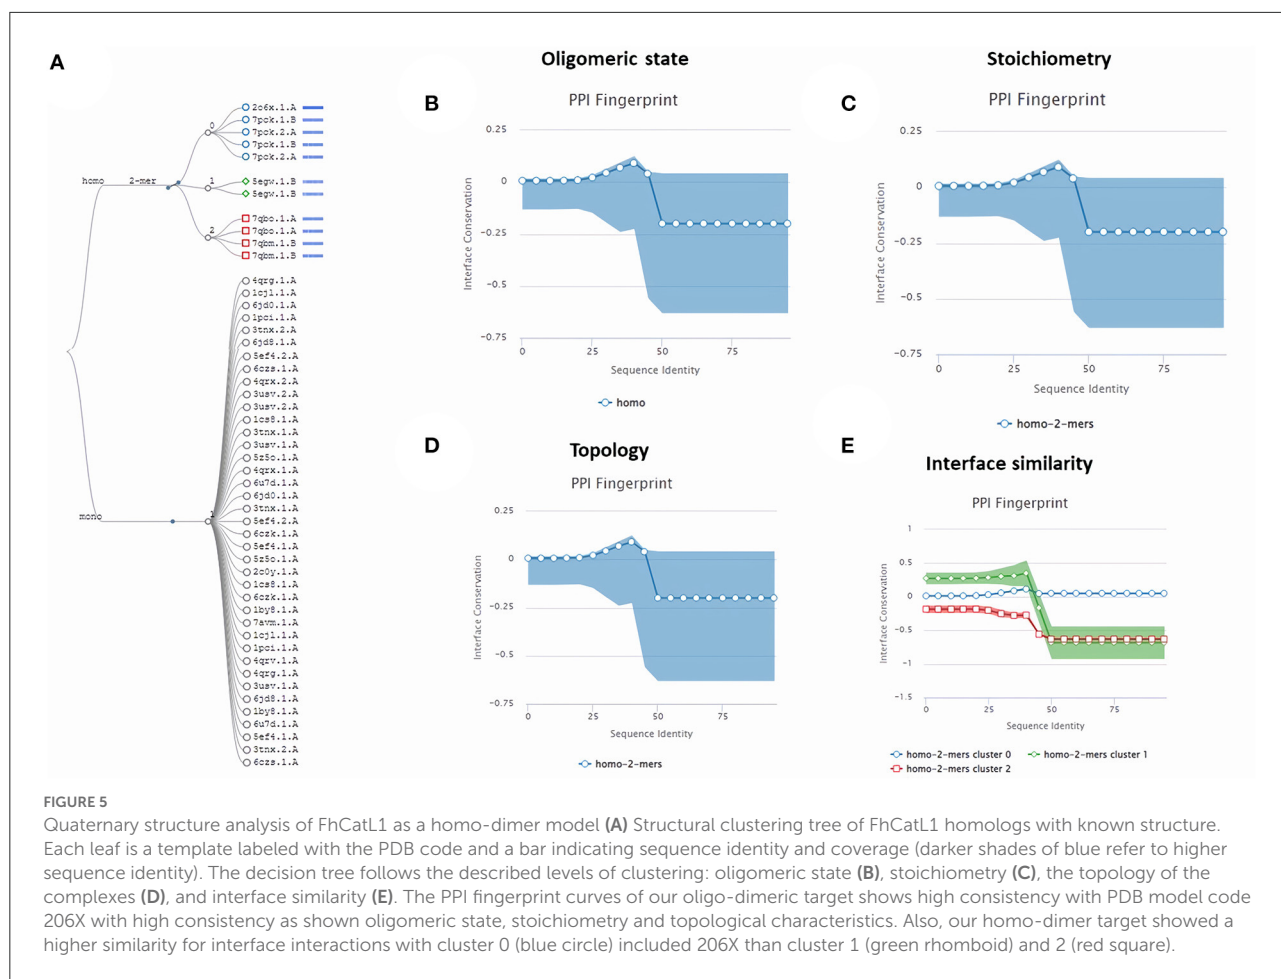 A
homo
2-mer
0
2o6x.1.A
7pck.1.B
7pck.2.A
7pck.1.B
7pck.2.A
1
5egw.1.B
5egw.1.B
2
7qbo.1.A
7qbo.1.A
7qbm.1.B
7qbm.1.B
mono
1
4qrg.1.A
1cjl.1.A
6jd0.1.A
1pci.1.A
3tnx.2.A
6jd8.1.A
5ef4.2.A
6czs.1.A
4qrx.2.A
3usv.2.A
3usv.2.A
1cs8.1.A
3tnx.1.A
3usv.1.A
5z5o.1.A
4qrx.1.A
6u7d.1.A
6jd0.1.A
3tnx.1.A
5ef4.2.A
6czk.1.A
5ef4.1.A
5z5o.1.A
2c0y.1.A
1cs8.1.A
6czk.1.A
1by8.1.A
7avm.1.A
1cjl.1.A
1pci.1.A
4qrv.1.A
4qrg.1.A
3usv.1.A
6jd8.1.A
1by8.1.A
6u7d.1.A
5ef4.1.A
3tnx.2.A
6czs.1.A
Oligomeric state
B
PPI Fingerprint
0.25
0
−0.25
−0.5
−0.75
Interface Conservation
0 25 50 75
Sequence Identity
homo
Stoichiometry
C
PPI Fingerprint
0.25
0
−0.25
−0.5
−0.75
Interface Conservation
0 25 50 75
Sequence Identity
homo-2-mers
D
Topology
PPI Fingerprint
0.25
0
−0.25
−0.5
−0.75
Interface Conservation
0 25 50 75
Sequence Identity
homo-2-mers
E
Interface similarity
PPI Fingerprint
1
0.5
0
−0.5
−1
−1.5
Interface Conservation
0 25 50 75
Sequence Identity
homo-2-mers cluster 0 homo-2-mers cluster 1
homo-2-mers cluster 2
FIGURE 5
Quaternary structure analysis of FhCatL1 as a homo-dimer model (A) Structural clustering tree of FhCatL1 homologs with known structure.
Each leaf is a template labeled with the PDB code and a bar indicating sequence identity and coverage (darker shades of blue refer to higher
sequence identity). The decision tree follows the described levels of clustering: oligomeric state (B), stoichiometry (C), the topology of the
complexes (D), and interface similarity (E). The PPI fingerprint curves of our oligo-dimeric target shows high consistency with PDB model code
206X with high consistency as shown oligomeric state, stoichiometry and topological characteristics. Also, our homo-dimer target showed a
higher similarity for interface interactions with cluster 0 (blue circle) included 206X than cluster 1 (green rhomboid) and 2 (red square).